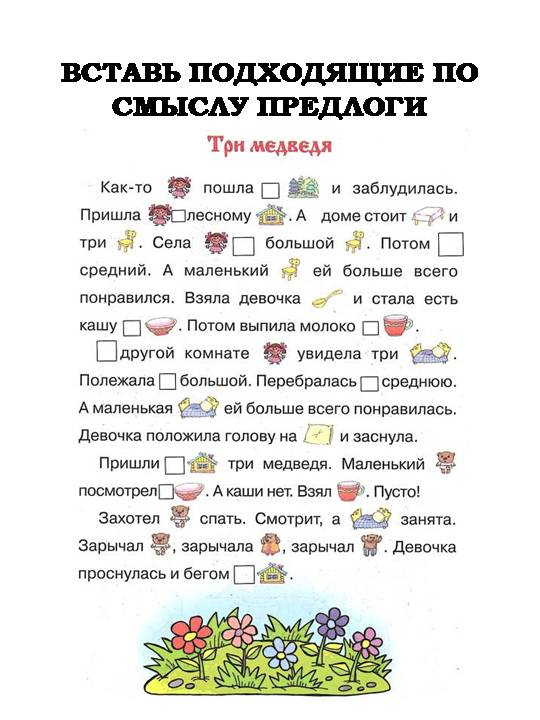 ВСТАВЬ ПОДХОДЯЩИЕ ПО
СМЫСЛУ ПРЕДЛОГИ
Три медведя
Как-то пошла и заблудилась.
Пришла лесному . А доме стоит и
три . Села большой . Потом
средний. А маленький ей больше всего
понравился. Взяла девочка и стала есть
кашу . Потом выпила молоко .
другой комнате увидела три .
Полежала большой. Перебралась среднюю.
А маленькая ей больше всего понравилась.
Девочка положила голову на и заснула.
Пришли три медведя. Маленький
посмотрел . А каши нет. Взял . Пусто!
Захотел спать. Смотрит, а занята.
Зарычал , зарычала , зарычал . Девочка
проснулась и бегом .